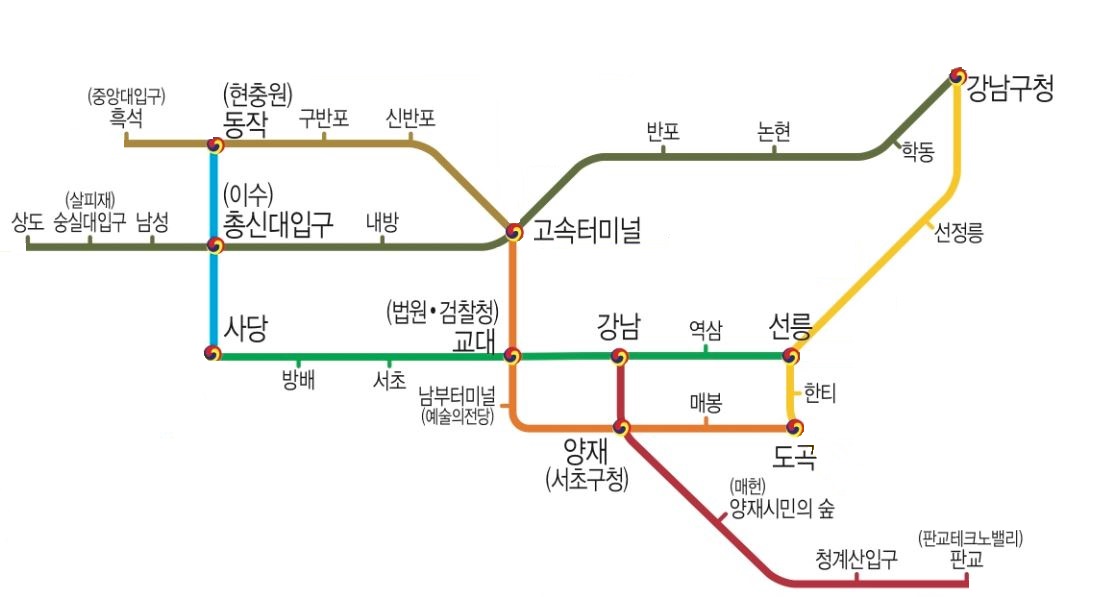 (중앙대입구)
흑석
(현충원)
동작
구반포
신반포
반포
논현
학동
강남구청
상도
(살피재)
숭실대입구
남성
(이수)
총신대입구
내방
고속터미널
선정릉
사당
방배
서초
(법원•검찰청)
교대
강남
역삼
선릉
남부터미널
(예술의전당)
매봉
한티
양재
(서초구청)
도곡
(매헌)
양재시민의 숲
청계산입구
(판교테크노밸리)
판교